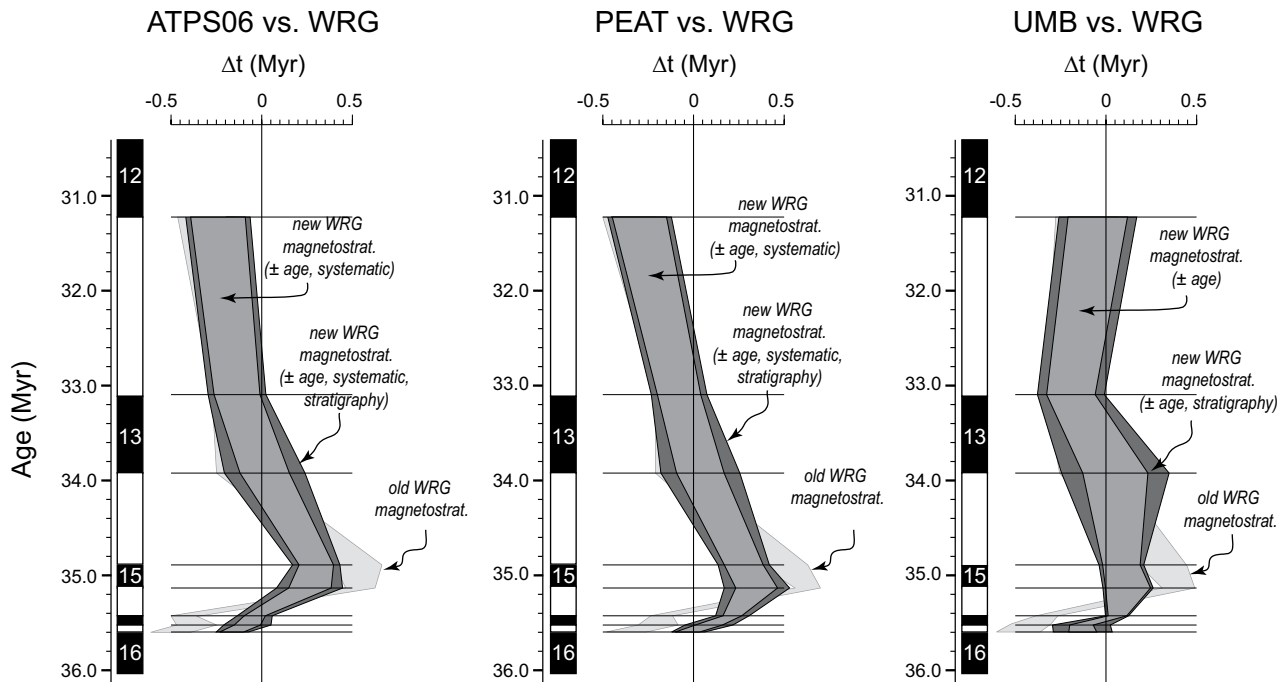 ATPS06 vs. WRG
Δt (Myr)
-0.5 0 0.5
Age (Myr)
31.0
32.0
33.0
34.0
35.0
36.0
12
13
15
16
new WRG
magnetostrat.
(± age, systematic)
new WRG
magnetostrat.
(± age, systematic,
stratigraphy)
old WRG
magnetostrat.
PEAT vs. WRG
Δt (Myr)
-0.5 0 0.5
31.0
32.0
33.0
34.0
35.0
36.0
12
13
15
16
new WRG
magnetostrat.
(± age, systematic)
new WRG
magnetostrat.
(± age, systematic,
stratigraphy)
old WRG
magnetostrat.
UMB vs. WRG
Δt (Myr)
-0.5 0 0.5
31.0
32.0
33.0
34.0
35.0
36.0
12
13
15
16
new WRG
magnetostrat.
(± age)
new WRG
magnetostrat.
(± age, stratigraphy)
old WRG
magnetostrat.